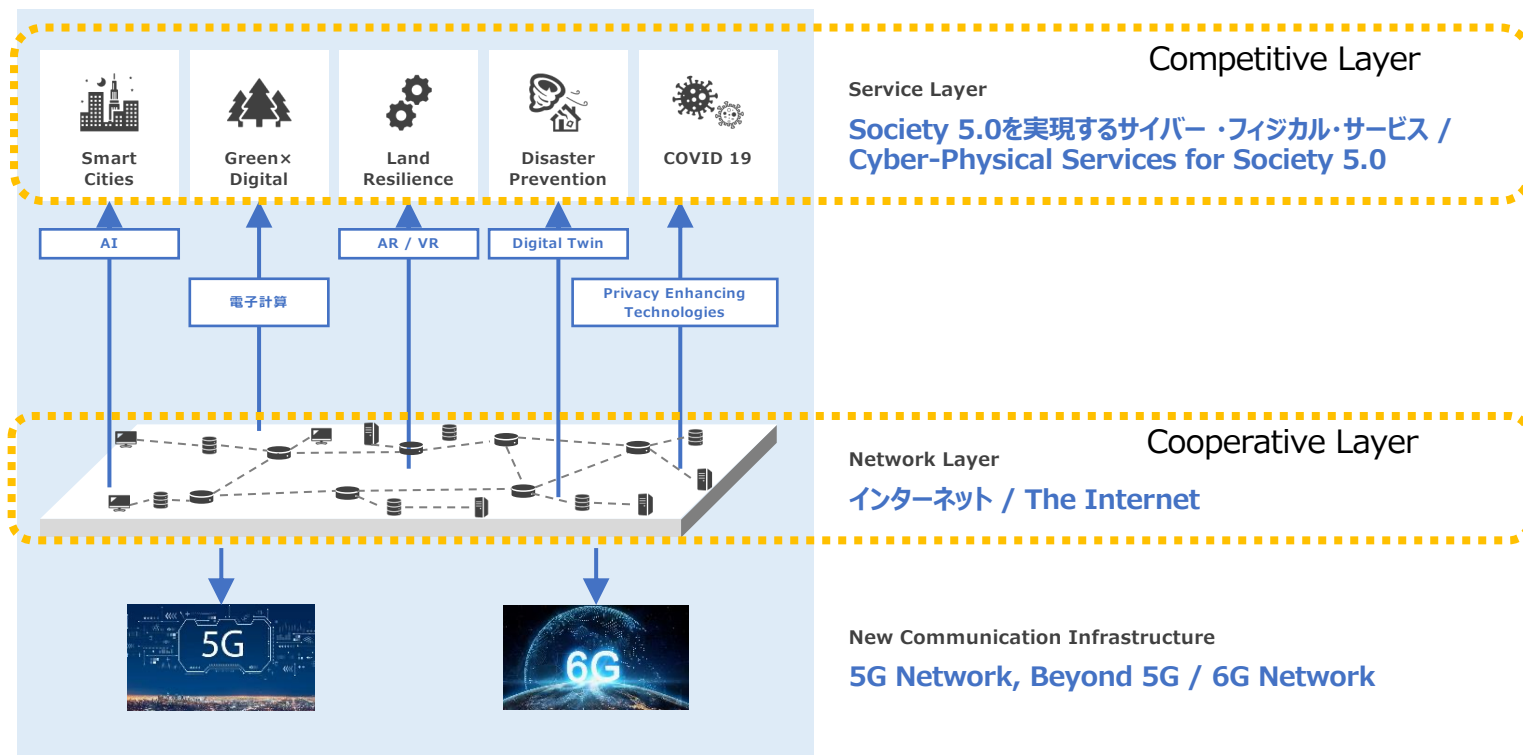 Competitive Layer
Service Layer
Society 5.0を実現するサイバー ・フィジカル・サービス /
Cyber-Physical Services for Society 5.0
Smart
Cities
Green×
Digital
Land
Resilience
Disaster
Prevention
COVID 19
AI
AR / VR
Digital Twin
電子計算
Privacy Enhancing
Technologies
Cooperative Layer
Network Layer
インターネット / The Internet
5G
6G
New Communication Infrastructure
5G Network, Beyond 5G / 6G Network